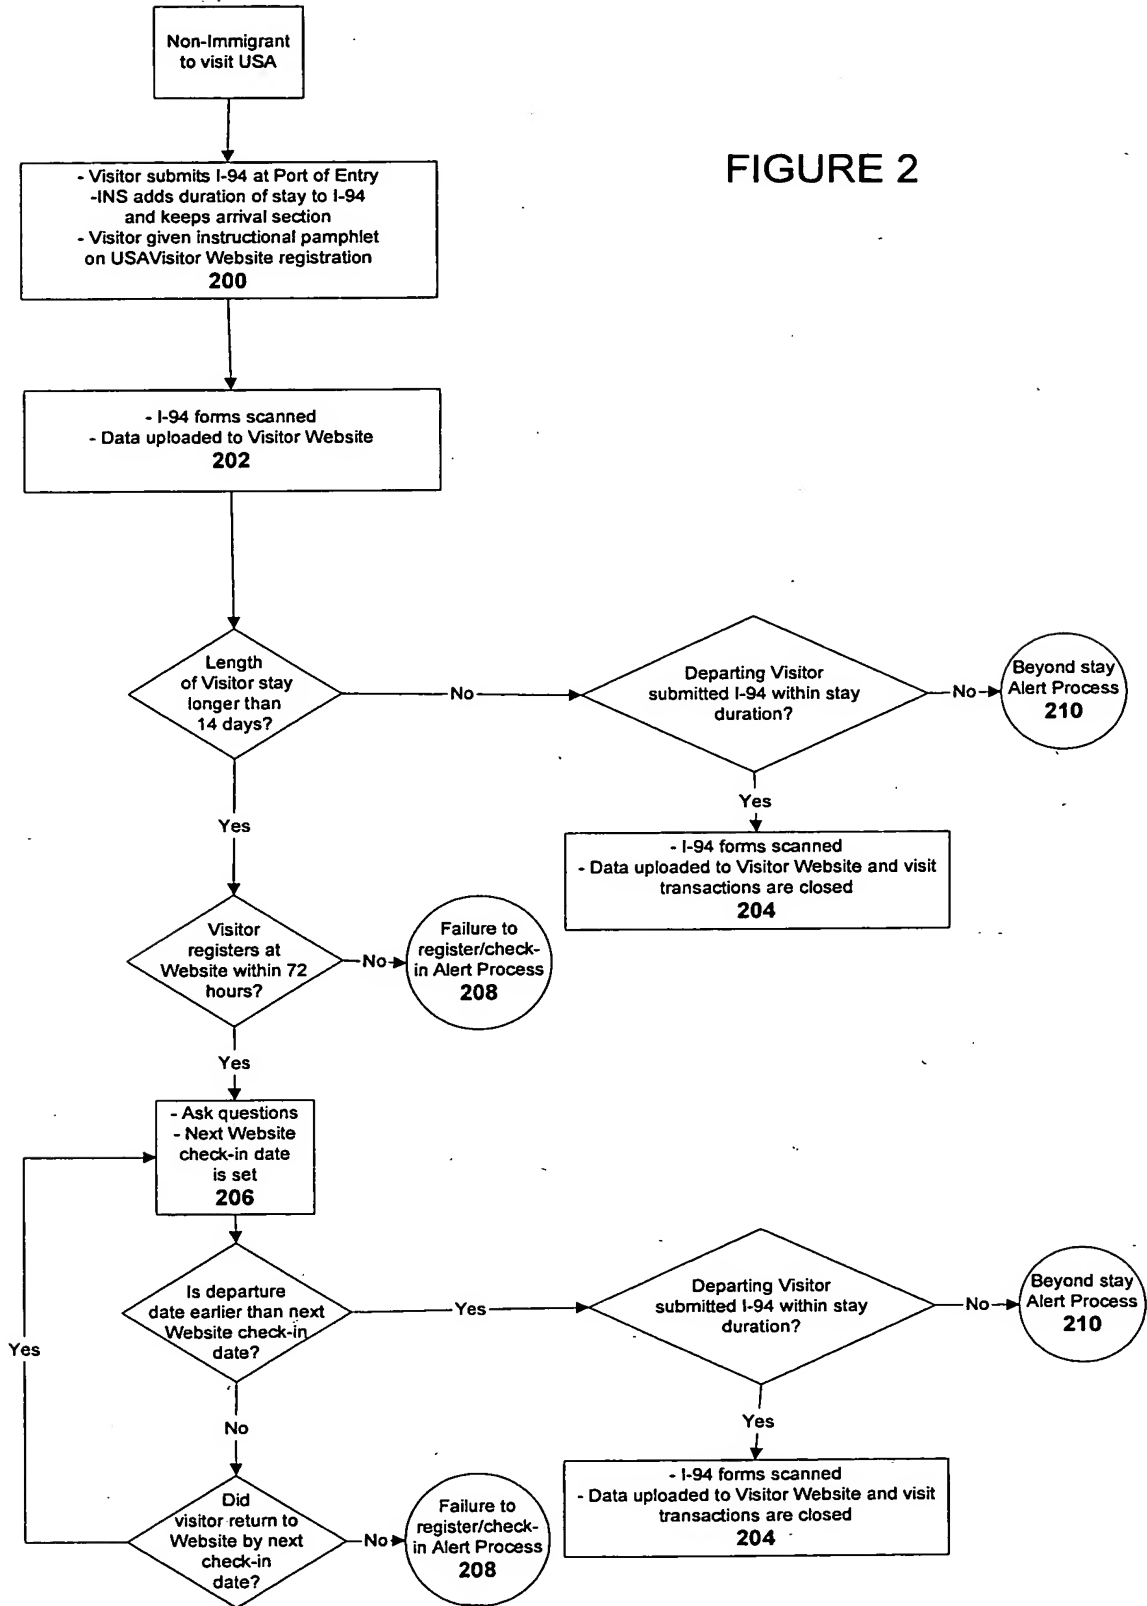 Non-Immigrant
to visit USA
FIGURE 2
- Visitor submits I-94 at Port of Entry
-INS adds duration of stay to I-94
and keeps arrival section
- Visitor given instructional pamphlet
on USAVisitor Website registration
200
- I-94 forms scanned
- Data uploaded to Visitor Website
202
Length
of Visitor stay
longer than
14 days?
No
Departing Visitor
submitted I-94 within stay
duration?
No
Beyond stay
Alert Process
210
Yes
- I-94 forms scanned
- Data uploaded to Visitor Website and visit
transactions are closed
204
Yes
Visitor
registers at
Website within 72
hours?
No
Failure to
register/check-
in Alert Process
208
Yes
- Ask questions
- Next Website
check-in date
is set
206
Is departure
date earlier than next
Website check-in
date?
Yes
Departing Visitor
submitted I-94 within stay
duration?
No
Beyond stay
Alert Process
210
Yes
- I-94 forms scanned
- Data uploaded to Visitor Website and visit
transactions are closed
204
No
Did
visitor return to
Website by next
check-in
date?
No
Failure to
register/check-
in Alert Process
208
Yes